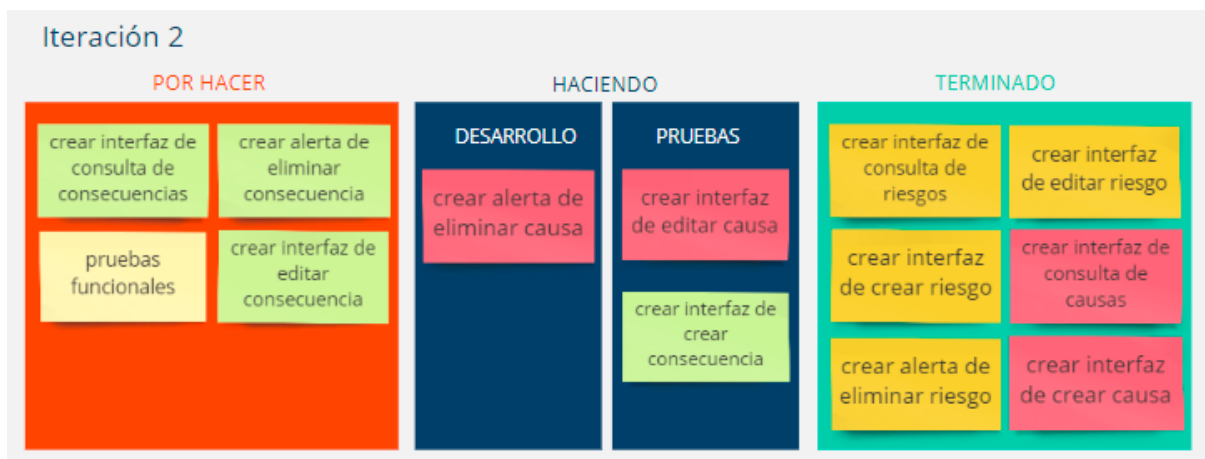 Iteración 2
POR HACER
HACIENDO
TERMINADO
crear interfaz de
consulta de
consecuencias
crear alerta de
eliminar
consecuencia
pruebas
funcionales
crear interfaz de
editar
consecuencia
DESARROLLO
crear alerta de
eliminar causa
PRUEBAS
crear interfaz
de editar causa
crear interfaz de
crear
consecuencia
crear interfaz de
consulta de
riesgos
crear interfaz
de editar riesgo
crear interfaz
de crear riesgo
crear interfaz de
consulta de
causas
crear alerta de
eliminar riesgo
crear interfaz
de crear causa